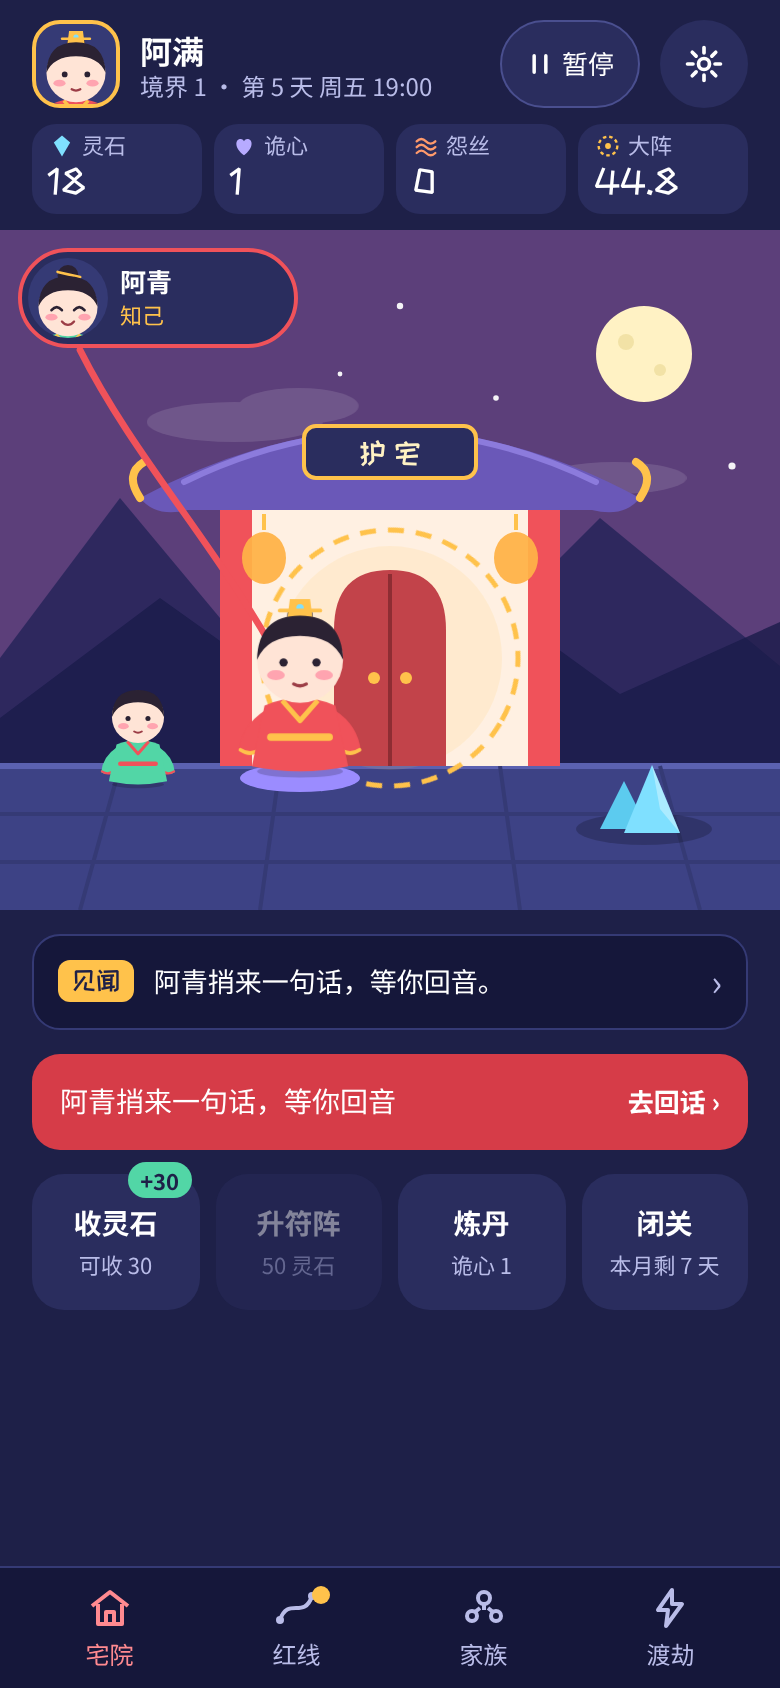 阿满
境界 1 · 第 5 天 周五 19:00
暂停
灵石
18
诡心
1
怨丝
0
大阵
44.8
阿青
知己
护宅
见闻 阿青捎来一句话，等你回音。 ›
阿青捎来一句话，等你回音 去回话 ›
+30
收灵石
可收 30
升符阵
50 灵石
炼丹
诡心 1
闭关
本月剩 7 天
宅院
红线
家族
渡劫